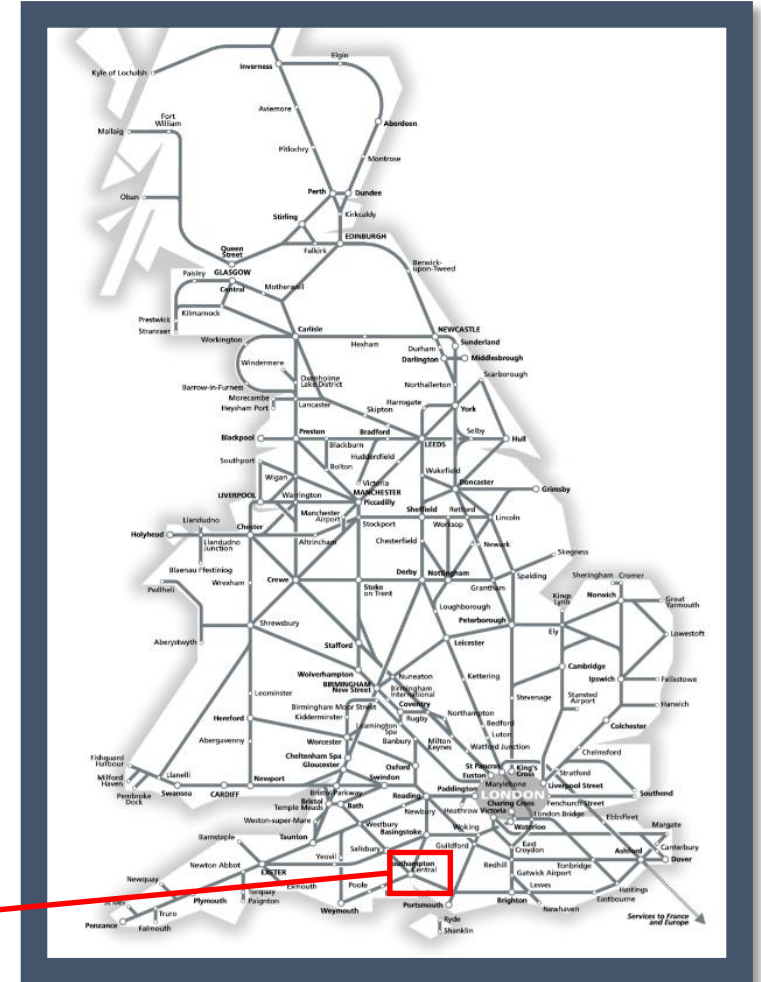 Elgin
Inverness
Kyle of Lochalsh
Aviemore
Fort
William
Aberdeen
Mallaig
Pitlochry
Montrose
Perth
Dundee
Oban
Kirkcaldy
Stirling
EDINBURGH
Queen
Street
Falkirk
Berwick-
upon-Tweed
Paisley
GLASGOW
Central
Motherwell
Prestwick
Kilmarnock
Stranraer
Carlisle
NEWCASTLE
Workington
Hexham
Sunderland
Durham
Darlington
Middlesbrough
Windermere
Scarborough
Oxenholme
Lake District
Northallerton
Barrow-in-Furness
Morecambe
Heysham Port
Lancaster
Harrogate
York
Skipton
Blackpool
Preston
Bradford
Selby
Blackburn
LEEDS
Hull
Southport
Huddersfield
Bolton
Wakefield
Wigan
Victoria
Doncaster
MANCHESTER
Piccadilly
Grimsby
LIVERPOOL
Warrington
Sheffield
Retford
Llandudno
Manchester
Airport
Stockport
Worksop
Lincoln
Holyhead
Chester
Llandudno
Junction
Altrincham
Chesterfield
Newark
Skegness
Blaenau Ffestiniog
Derby
Nottingham
Pwllheli
Wrexham
Crewe
Stoke
on Trent
Grantham
Spalding
Sheringham
Cromer
Kings
Lynn
Norwich
Great
Yarmouth
Loughborough
Peterborough
Aberystwyth
Shrewsbury
Ely
Lowestoft
Stafford
Leicester
Wolverhampton
Nuneaton
Kettering
Cambridge
BIRMINGHAM
New Street
Birmingham
International
Ipswich
Felixstowe
Leominster
Coventry
Stevenage
Stansted
Airport
Harwich
Birmingham Moor Street
Rugby
Northampton
Hereford
Kidderminster
Leamington
Spa
Bedford
Colchester
Worcester
Banbury
Milton
Keynes
Luton
Abergavenny
Watford Junction
Chelmsford
Cheltenham Spa
Gloucester
Oxford
St Pancras
Euston
King's
Cross
Stratford
Fishguard
Harbour
Llanelli
Newport
Swindon
Marylebone
Liverpool Street
Milford
Haven
Swansea
CARDIFF
Paddington
LONDON
Southend
Pembroke
Dock
Bristol Parkway
Reading
Charing Cross
Fenchurch Street
Bristol
Temple Meads
Bath
Newbury
Heathrow
Victoria
London Bridge
Ebbsfleet
Weston-super-Mare
Westbury
Basingstoke
Woking
Waterloo
Margate
Barnstaple
Taunton
Salisbury
Guildford
East
Croydon
Canterbury
Yeovil
Redhill
Tonbridge
Ashford
Dover
Newton Abbot
EXETER
Central
Gatwick Airport
Newquay
Exmouth
Poole
Lewes
Hastings
Torquay
Paignton
Plymouth
Weymouth
Portsmouth
Brighton
Eastbourne
Newhaven
Truro
Falmouth
Penzance
Ryde
Shanklin
Services to France
and Europe